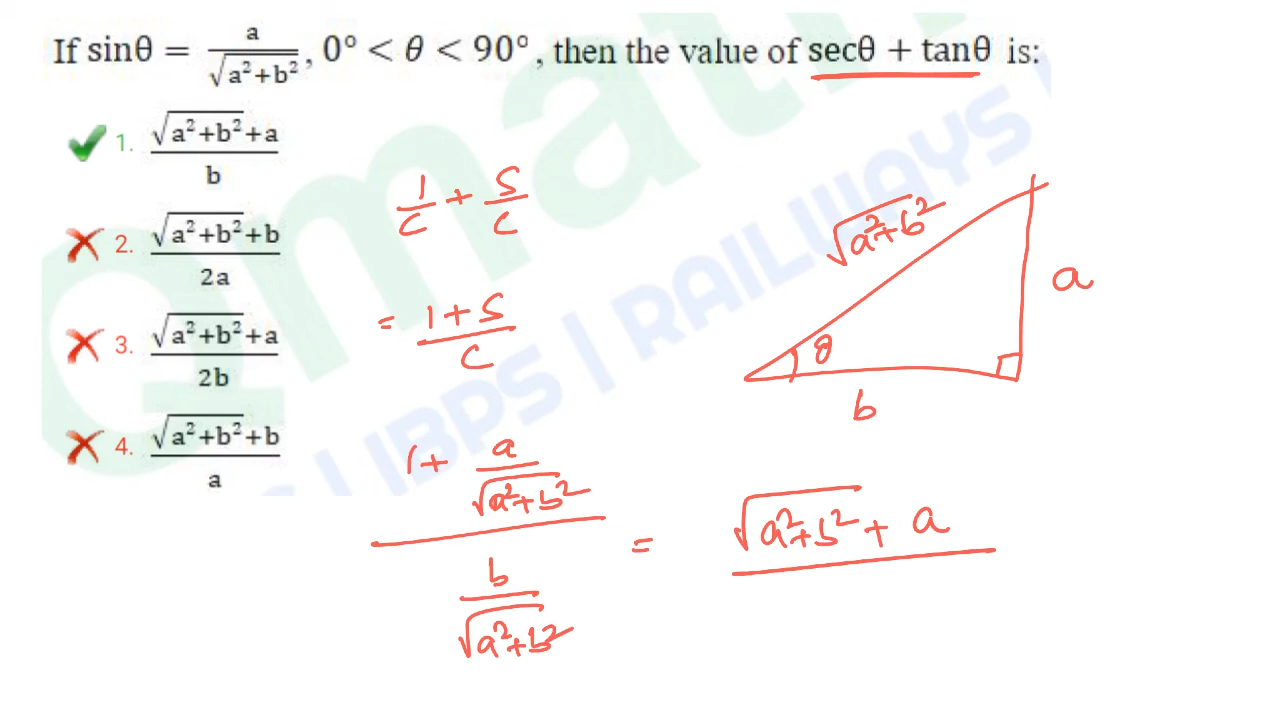 If sinθ = a/√(a²+b²), 0° < θ < 90°, then the value of secθ + tanθ is:
1. (√(a²+b²)+a)/b
2. (√(a²+b²)+b)/2a
3. (√(a²+b²)+a)/2b
4. (√(a²+b²)+b)/a
1/C + S/C
= (1+S)/C
(1 + a/√(a²+b²))/(b/√(a²+b²)) = √(a²+b²) + a
√(a²+b²)
a
θ
b
IBPS | RAILWAYS